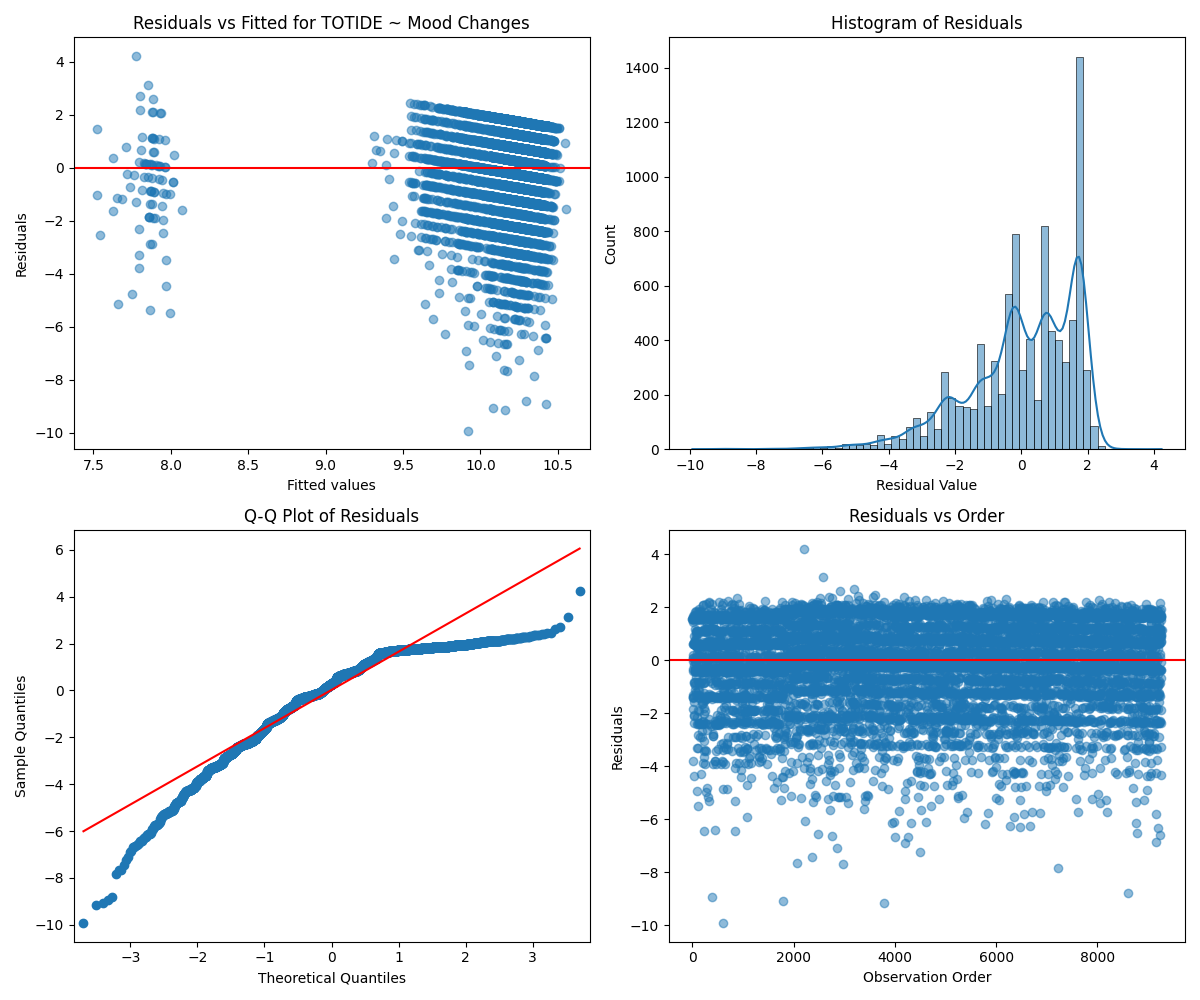 Residuals vs Fitted for TOTIDE ~ Mood Changes
4
2
0
−2
−4
−6
−8
−10
Residuals
7.5 8.0 8.5 9.0 9.5 10.0 10.5
Fitted values
Histogram of Residuals
1400
1200
1000
800
600
400
200
0
Count
−10 −8 −6 −4 −2 0 2 4
Residual Value
Q-Q Plot of Residuals
6
4
2
0
−2
−4
−6
−8
−10
Sample Quantiles
−3 −2 −1 0 1 2 3
Theoretical Quantiles
Residuals vs Order
4
2
0
−2
−4
−6
−8
−10
Residuals
0 2000 4000 6000 8000
Observation Order